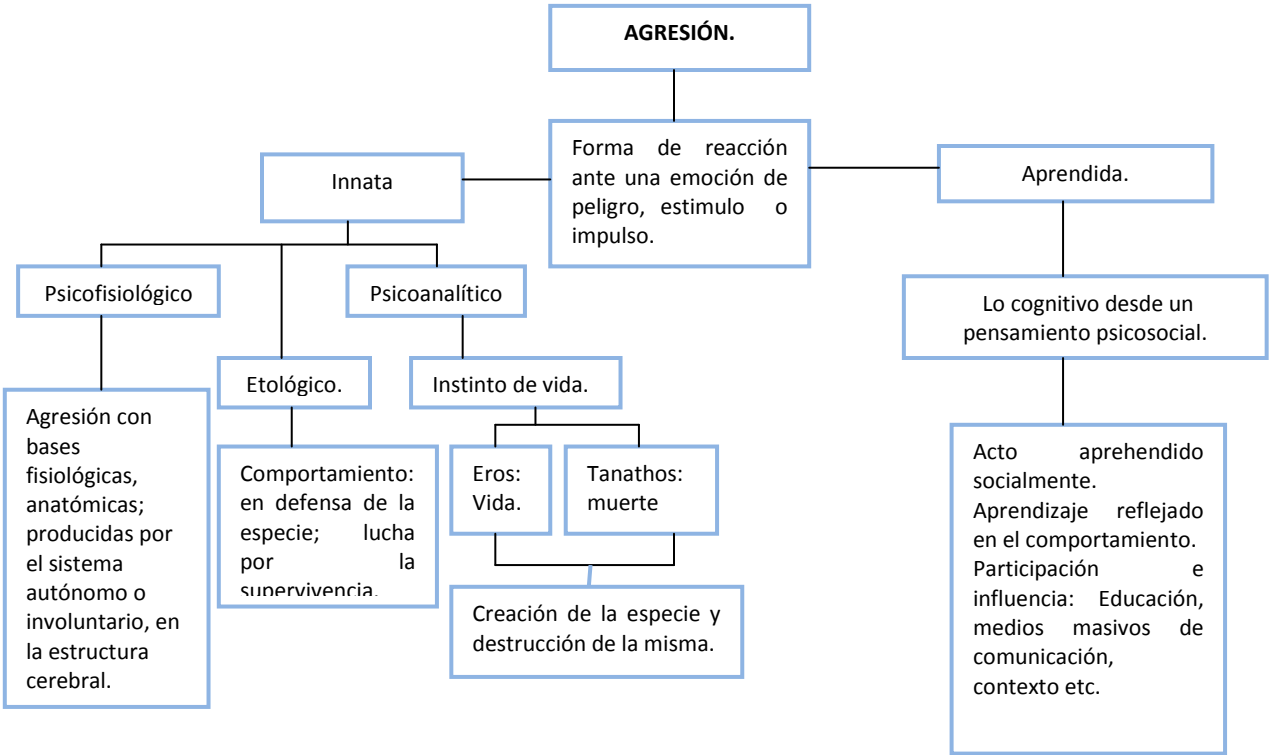 AGRESIÓN.
Forma de reacción
ante una emoción de
peligro, estimulo o
impulso.
Innata
Aprendida.
Psicofisiológico
Psicoanalítico
Lo cognitivo desde un
pensamiento psicosocial.
Etológico.
Instinto de vida.
Agresión con
bases
fisiológicas,
anatómicas;
producidas por
el sistema
autónomo o
involuntario, en
la estructura
cerebral.
Comportamiento:
en defensa de la
especie; lucha
por la
supervivencia.
Eros:
Vida.
Tanathos:
muerte
Creación de la especie y
destrucción de la misma.
Acto aprehendido
socialmente.
Aprendizaje reflejado
en el comportamiento.
Participación e
influencia: Educación,
medios masivos de
comunicación,
contexto etc.